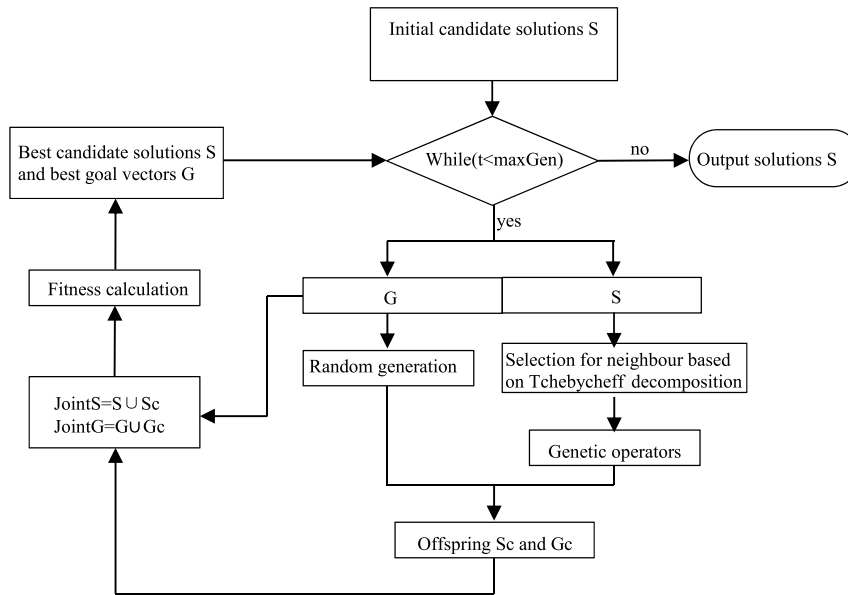 Initial candidate solutions S
Best candidate solutions S
and best goal vectors G
While(t<maxGen)
no
Output solutions S
yes
Fitness calculation
G
S
Random generation
Selection for neighbour based
on Tchebycheff decomposition
JointS=S∪Sc
JointG=G∪Gc
Genetic operators
Offspring Sc and Gc